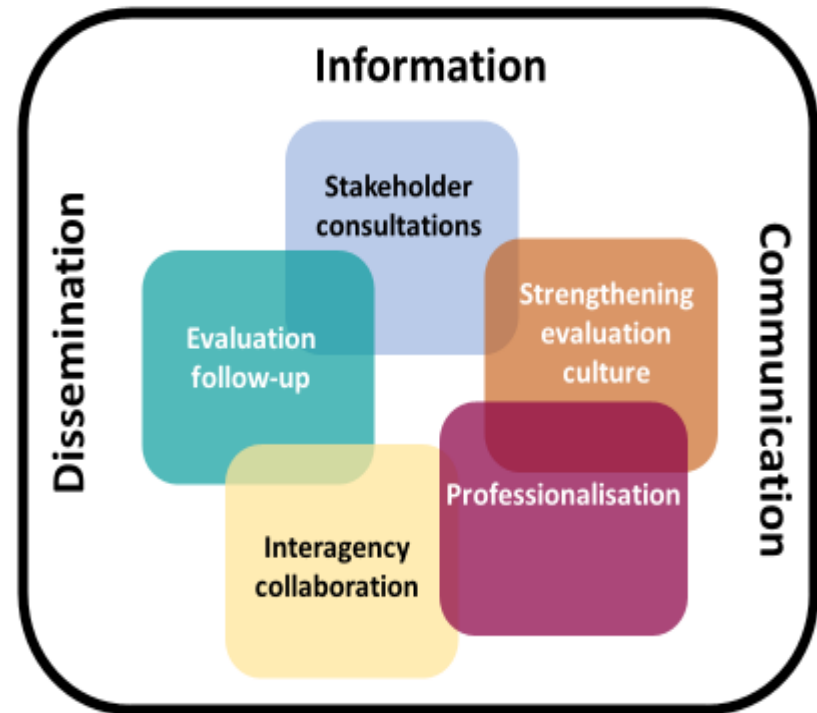 Information
Stakeholder
consultations
Dissemination
Communication
Strengthening
evaluation
culture
Evaluation
follow-up
Professionalisation
Interagency
collaboration